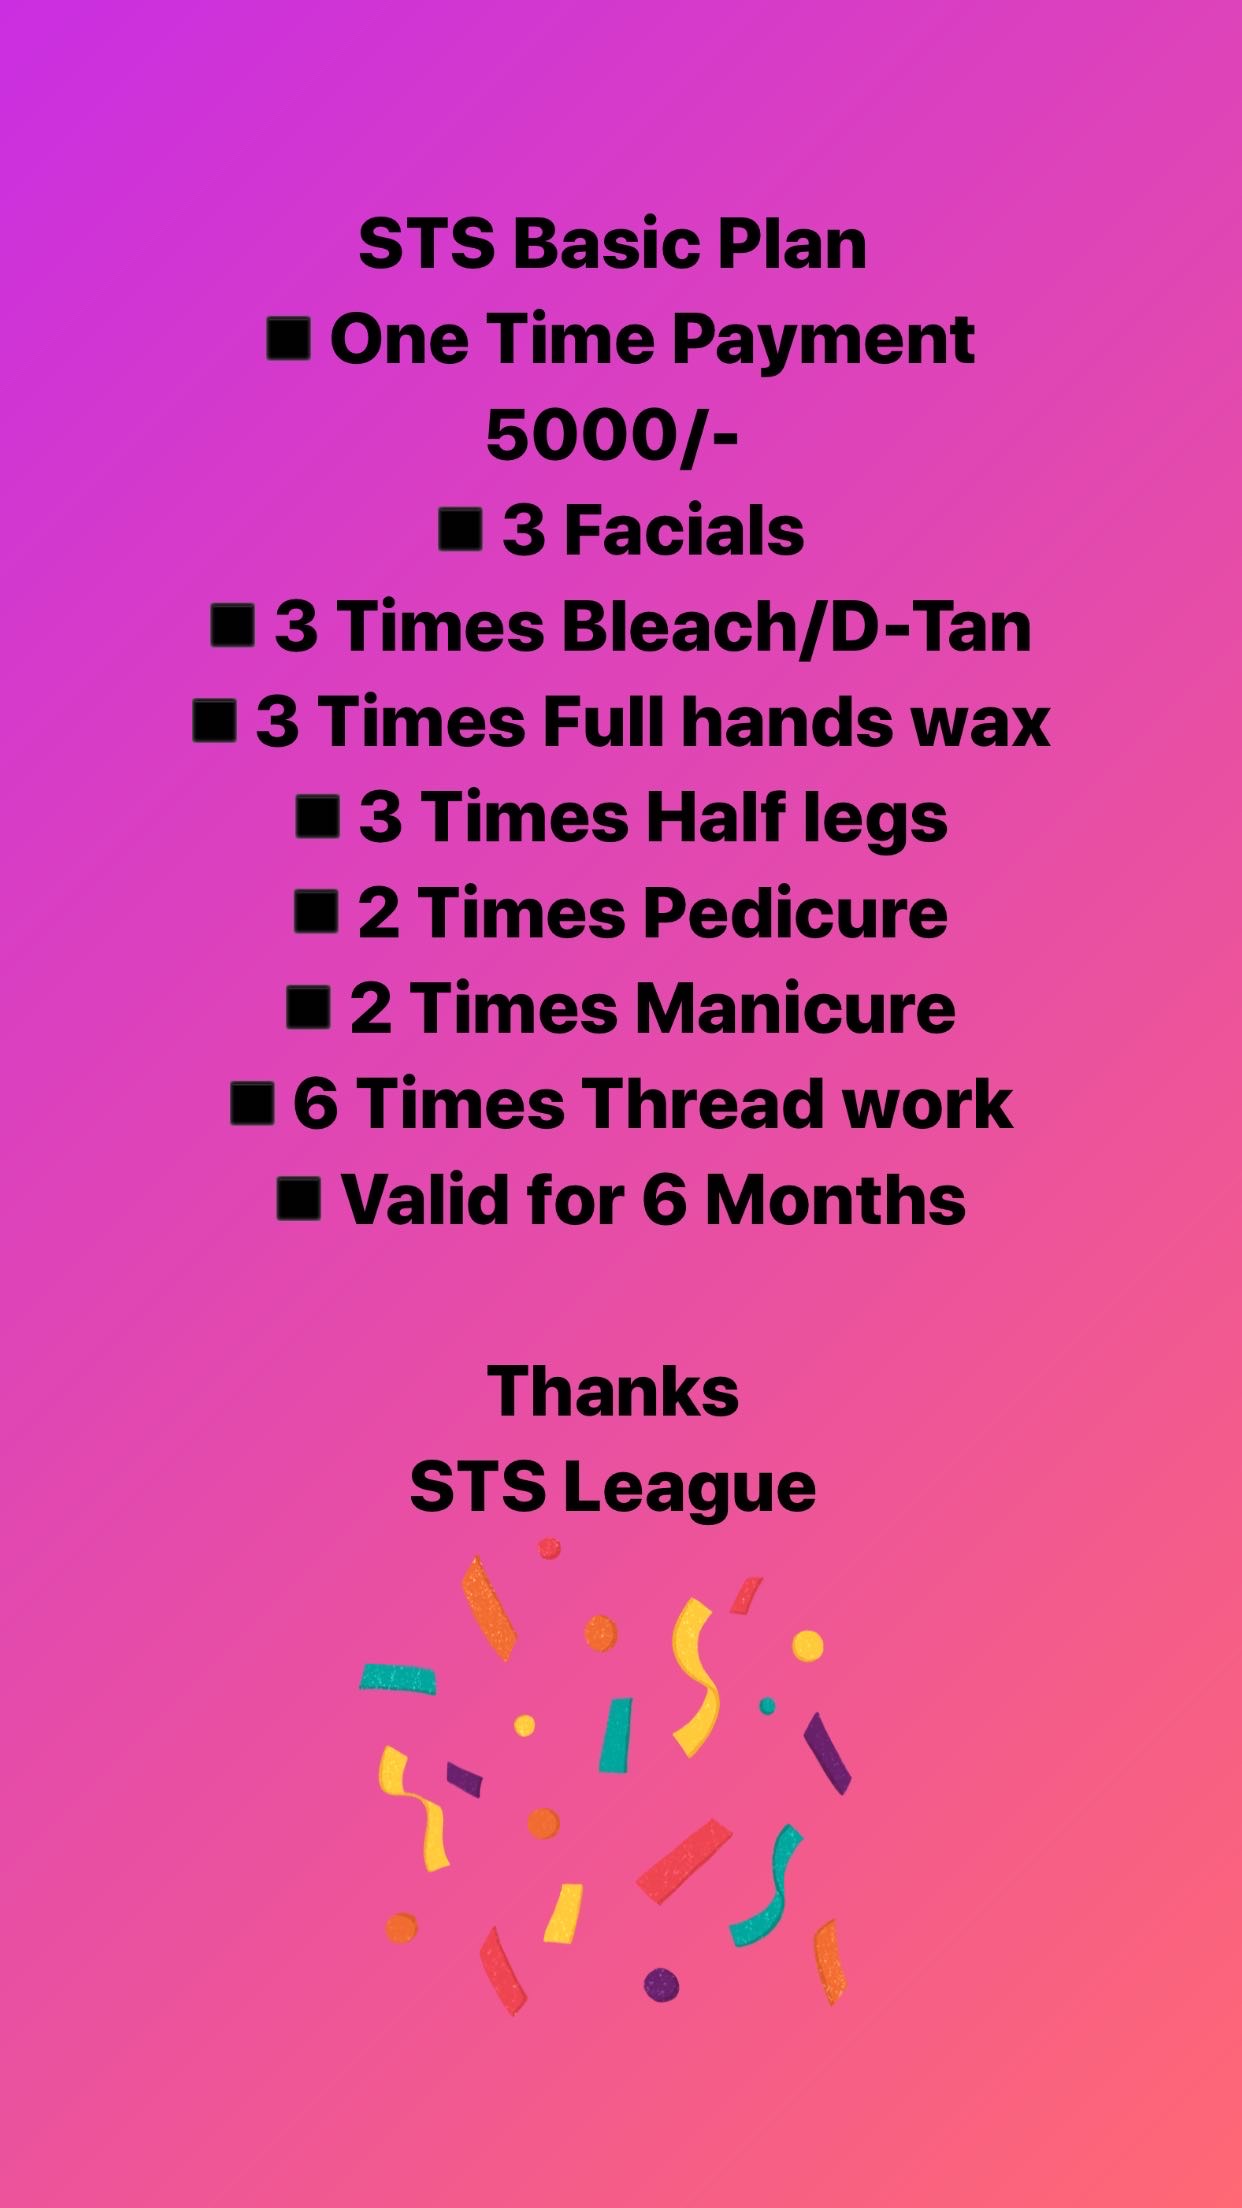 STS Basic Plan
◾ One Time Payment
5000/-
◾ 3 Facials
◾ 3 Times Bleach/D-Tan
◾ 3 Times Full hands wax
◾ 3 Times Half legs
◾ 2 Times Pedicure
◾ 2 Times Manicure
◾ 6 Times Thread work
◾ Valid for 6 Months
Thanks
STS League